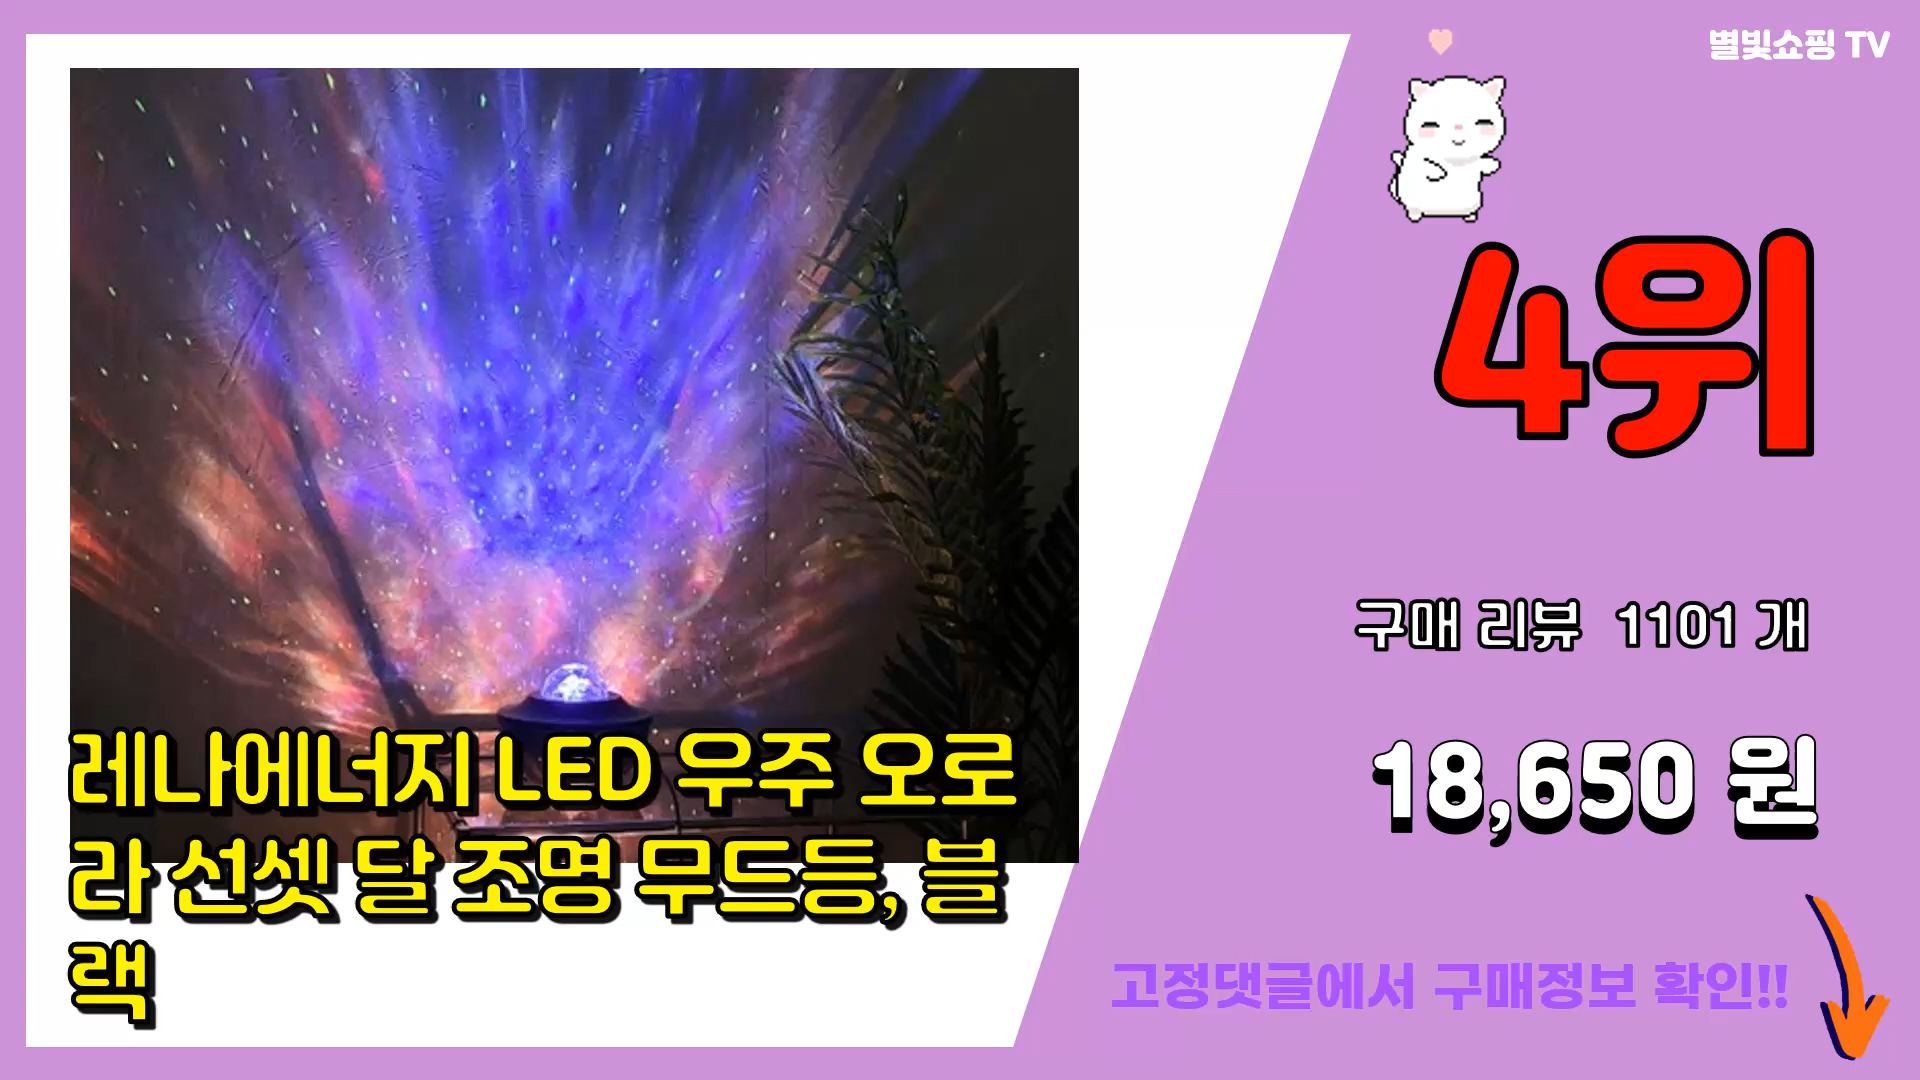 별빛쇼핑 TV
4위
구매 리뷰 1101 개
18,650 원
레나에너지 LED 우주 오로
라 선셋 달 조명 무드등, 블
랙
고정댓글에서 구매정보 확인!!